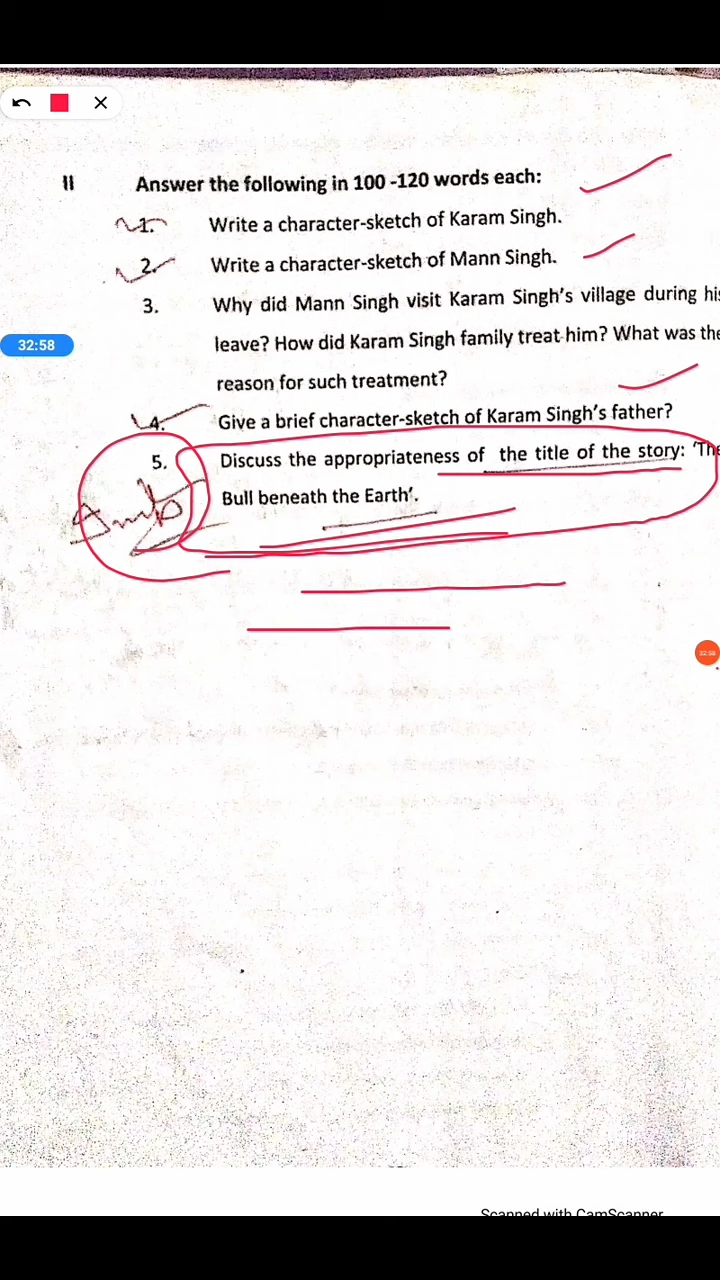 II Answer the following in 100 -120 words each:
1. Write a character-sketch of Karam Singh.
2. Write a character-sketch of Mann Singh.
3. Why did Mann Singh visit Karam Singh's village during his
32:58
leave? How did Karam Singh family treat him? What was the
reason for such treatment?
4. Give a brief character-sketch of Karam Singh's father?
5. Discuss the appropriateness of the title of the story: 'The
Bull beneath the Earth'.
32:58
Scanned with CamScanner